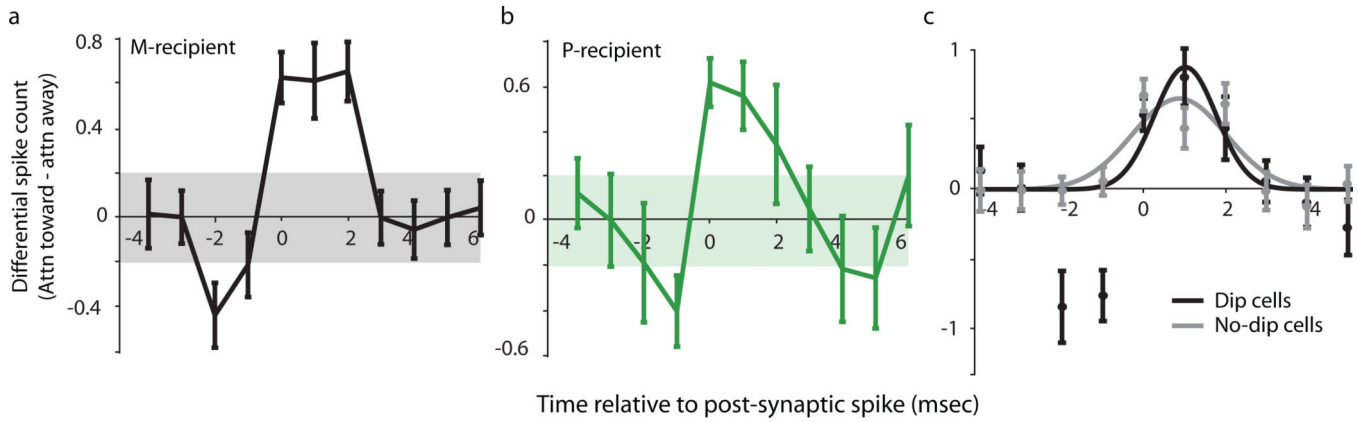 a
M-recipient
Differential spike count
(Attn toward - attn away)
0.8
0.4
0
-0.4
-4
-2
0
2
4
6
b
P-recipient
0.6
0
-0.6
-4
-2
0
2
4
6
c
1
0
-1
-4
-2
2
4
Dip cells
No-dip cells
Time relative to post-synaptic spike (msec)